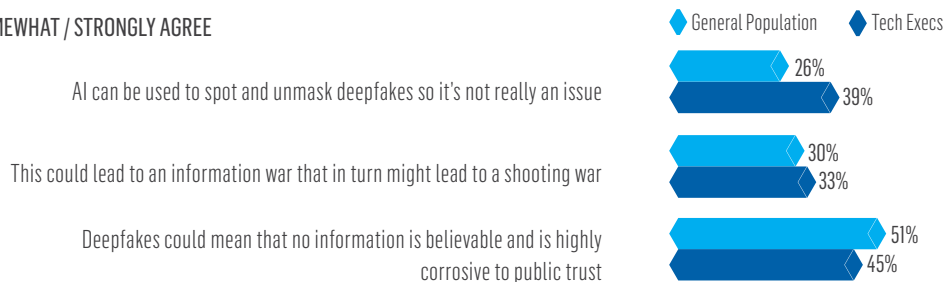 MEWHAT / STRONGLY AGREE
General Population
Tech Execs
AI can be used to spot and unmask deepfakes so it's not really an issue
26%
39%
This could lead to an information war that in turn might lead to a shooting war
30%
33%
Deepfakes could mean that no information is believable and is highly
corrosive to public trust
51%
45%